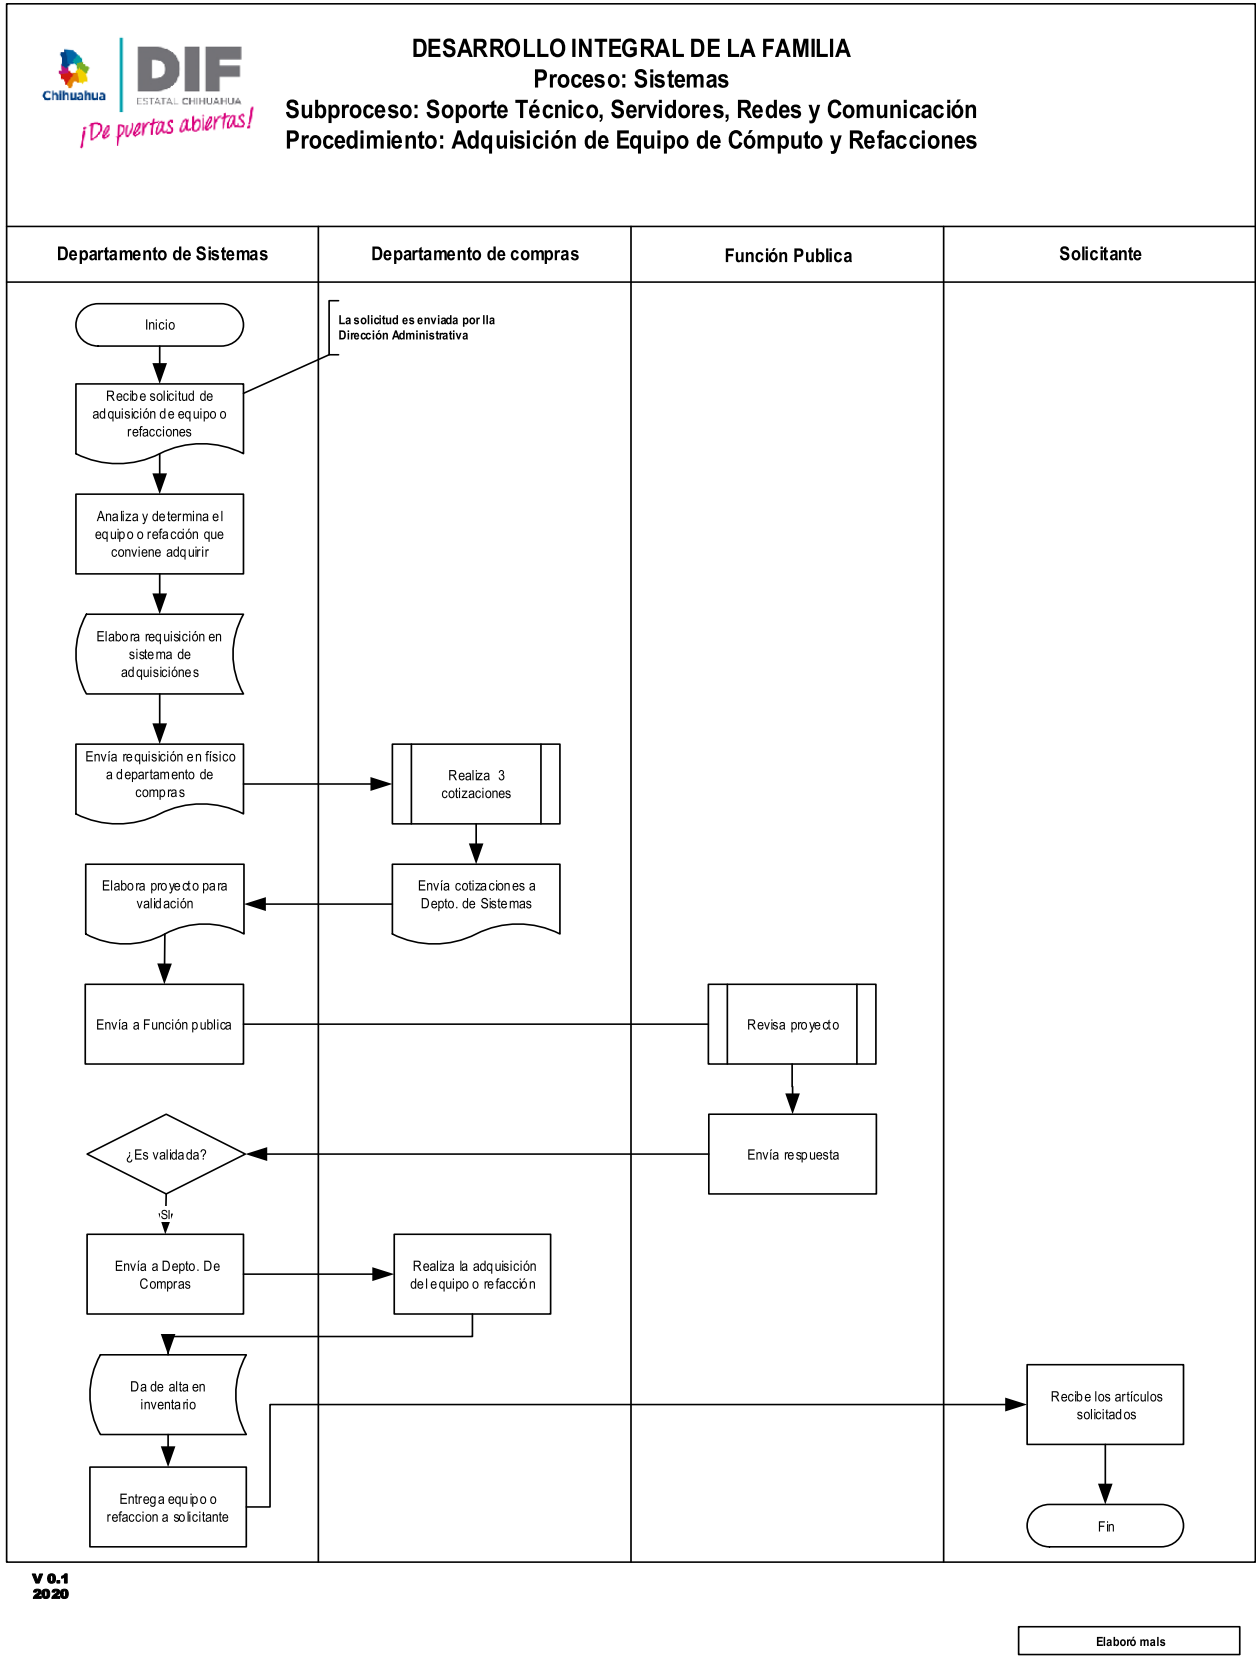 Chihuahua
DIF
ESTATAL CHIHUAHUA
¡De puertas abiertas!
DESARROLLO INTEGRAL DE LA FAMILIA
Proceso: Sistemas
Subproceso: Soporte Técnico, Servidores, Redes y Comunicación
Procedimiento: Adquisición de Equipo de Cómputo y Refacciones
Departamento de Sistemas
Departamento de compras
Función Publica
Solicitante
Inicio
La solicitud es enviada por lla
Dirección Administrativa
Recibe solicitud de
adquisición de equipo o
refacciones
Analiza y determina el
equipo o refacción que
conviene adquirir
Elabora requisición en
sistema de
adquisiciónes
Envía requisición en físico
a departamento de
compras
Realiza 3
cotizaciones
Elabora proyecto para
validación
Envía cotizaciones a
Depto. de Sistemas
Envía a Función publica
Revisa proyecto
¿Es validada?
Envía respuesta
SI
Envía a Depto. De
Compras
Realiza la adquisición
del equipo o refacción
Da de alta en
inventario
Recibe los artículos
solicitados
Entrega equipo o
refaccion a solicitante
Fin
V 0.1
2020
Elaboró mals